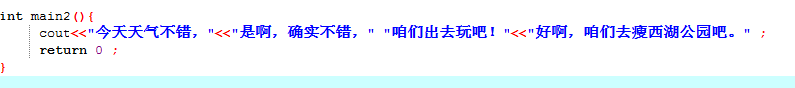 int main2(){
cout<<"今天天气不错，"<<"是啊，确实不错，" "咱们出去玩吧！"<<"好啊，咱们去瘦西湖公园吧。" ;
return 0 ;
}